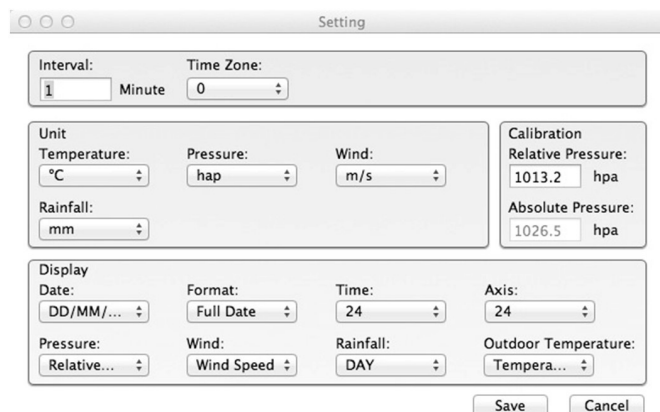 Setting
Interval: Time Zone:
1 Minute 0
Unit
Temperature: Pressure: Wind:
°C hap m/s
Rainfall:
mm
Calibration
Relative Pressure:
1013.2 hpa
Absolute Pressure:
1026.5 hpa
Display
Date: Format: Time: Axis:
DD/MM/... Full Date 24 24
Pressure: Wind: Rainfall: Outdoor Temperature:
Relative... Wind Speed DAY Tempera...
Save Cancel